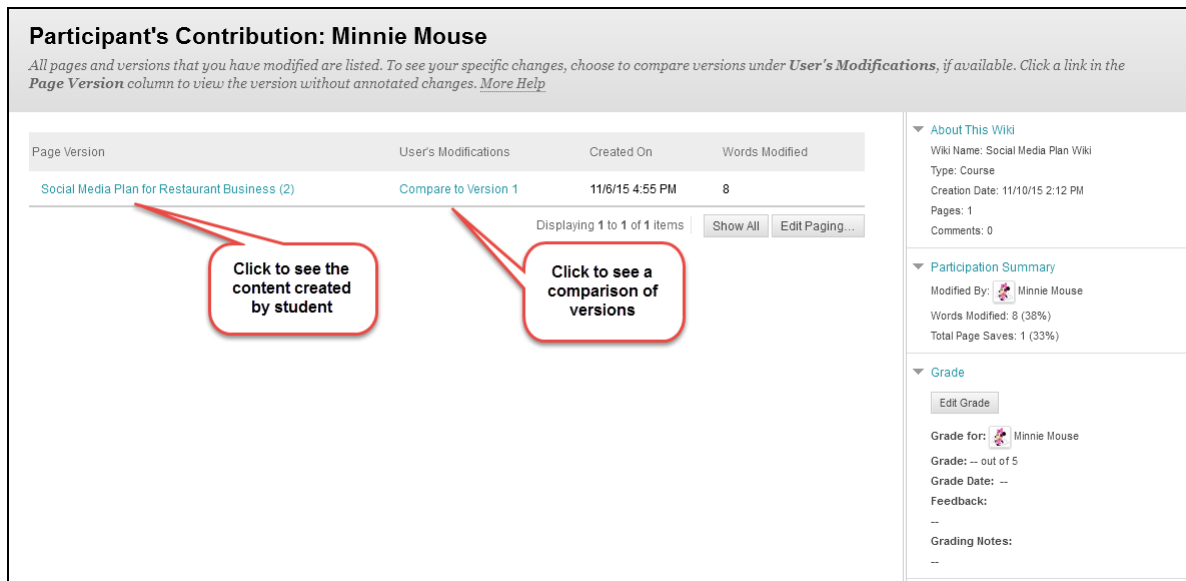 Participant's Contribution: Minnie Mouse
All pages and versions that you have modified are listed. To see your specific changes, choose to compare versions under User's Modifications, if available. Click a link in the
Page Version column to view the version without annotated changes. More Help
Page Version User's Modifications Created On Words Modified
Social Media Plan for Restaurant Business (2) Compare to Version 1 11/6/15 4:55 PM 8
Displaying 1 to 1 of 1 items Show All Edit Paging...
Click to see the
content created
by student
Click to see a
comparison of
versions
About This Wiki
Wiki Name: Social Media Plan Wiki
Type: Course
Creation Date: 11/10/15 2:12 PM
Pages: 1
Comments: 0
Participation Summary
Modified By: Minnie Mouse
Words Modified: 8 (38%)
Total Page Saves: 1 (33%)
Grade
Edit Grade
Grade for: Minnie Mouse
Grade: -- out of 5
Grade Date: --
Feedback:
--
Grading Notes:
--